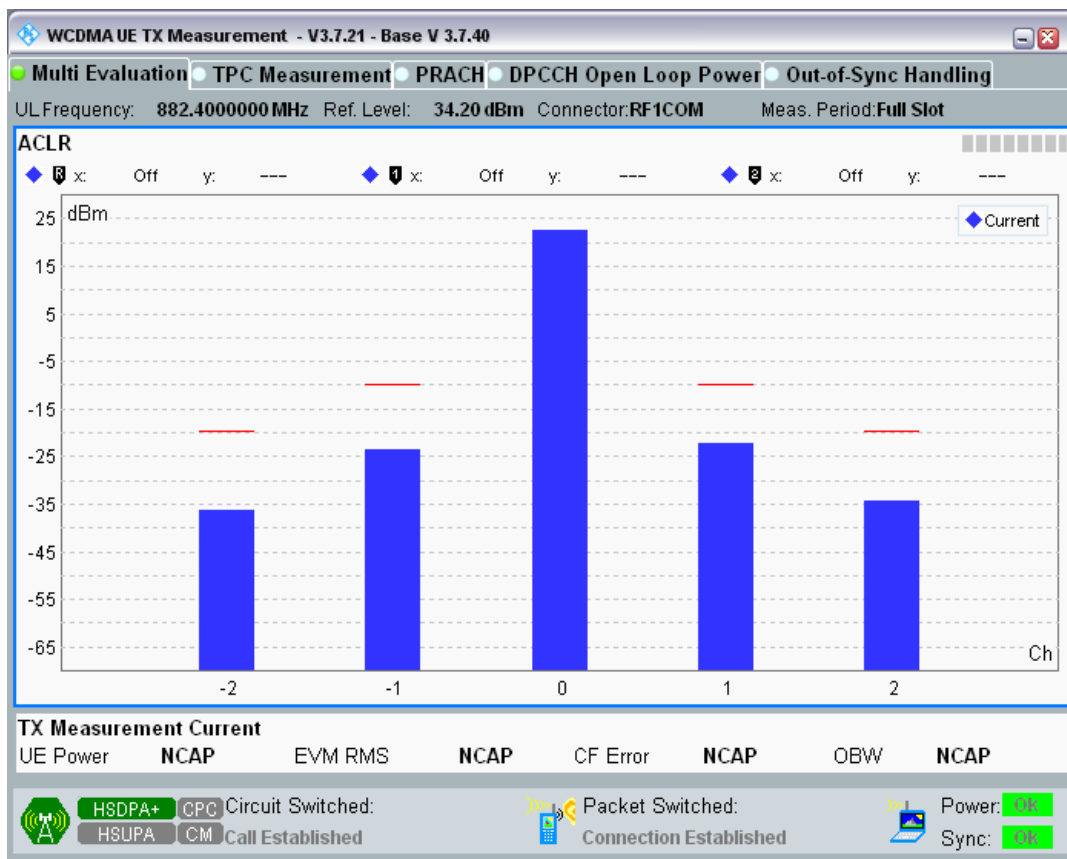 WCDMA UE TX Measurement - V3.7.21 - Base V 3.7.40
Multi Evaluation TPC Measurement PRACH DPCCH Open Loop Power Out-of-Sync Handling
UL Frequency: 882.4000000 MHz Ref. Level: 34.20 dBm Connector:RF1COM Meas. Period:Full Slot
ACLR
R x: Off y: --- 1 x: Off y: --- 2 x: Off y: ---
dBm
Current
25
15
5
-5
-15
-25
-35
-45
-55
-65
Ch
-2 -1 0 1 2
TX Measurement Current
UE Power NCAP EVM RMS NCAP CF Error NCAP OBW NCAP
HSDPA+ CPC Circuit Switched: Packet Switched: Power: OK
HSUPA CM Call Established Connection Established Sync: OK